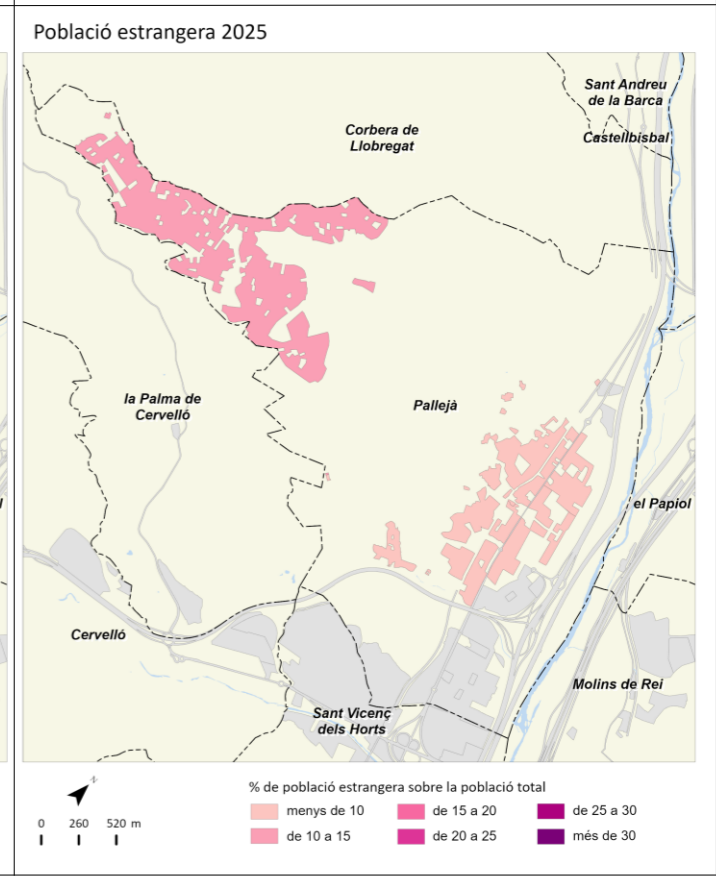 Població estrangera 2025
Sant Andreu
de la Barca
Corbera de
Llobregat
Castellbisbal
la Palma de
Cervelló
Pallejà
el Papiol
Cervelló
Molins de Rei
Sant Vicenç
dels Horts
N
0 260 520 m
% de població estrangera sobre la població total
menys de 10
de 15 a 20
de 25 a 30
de 10 a 15
de 20 a 25
més de 30